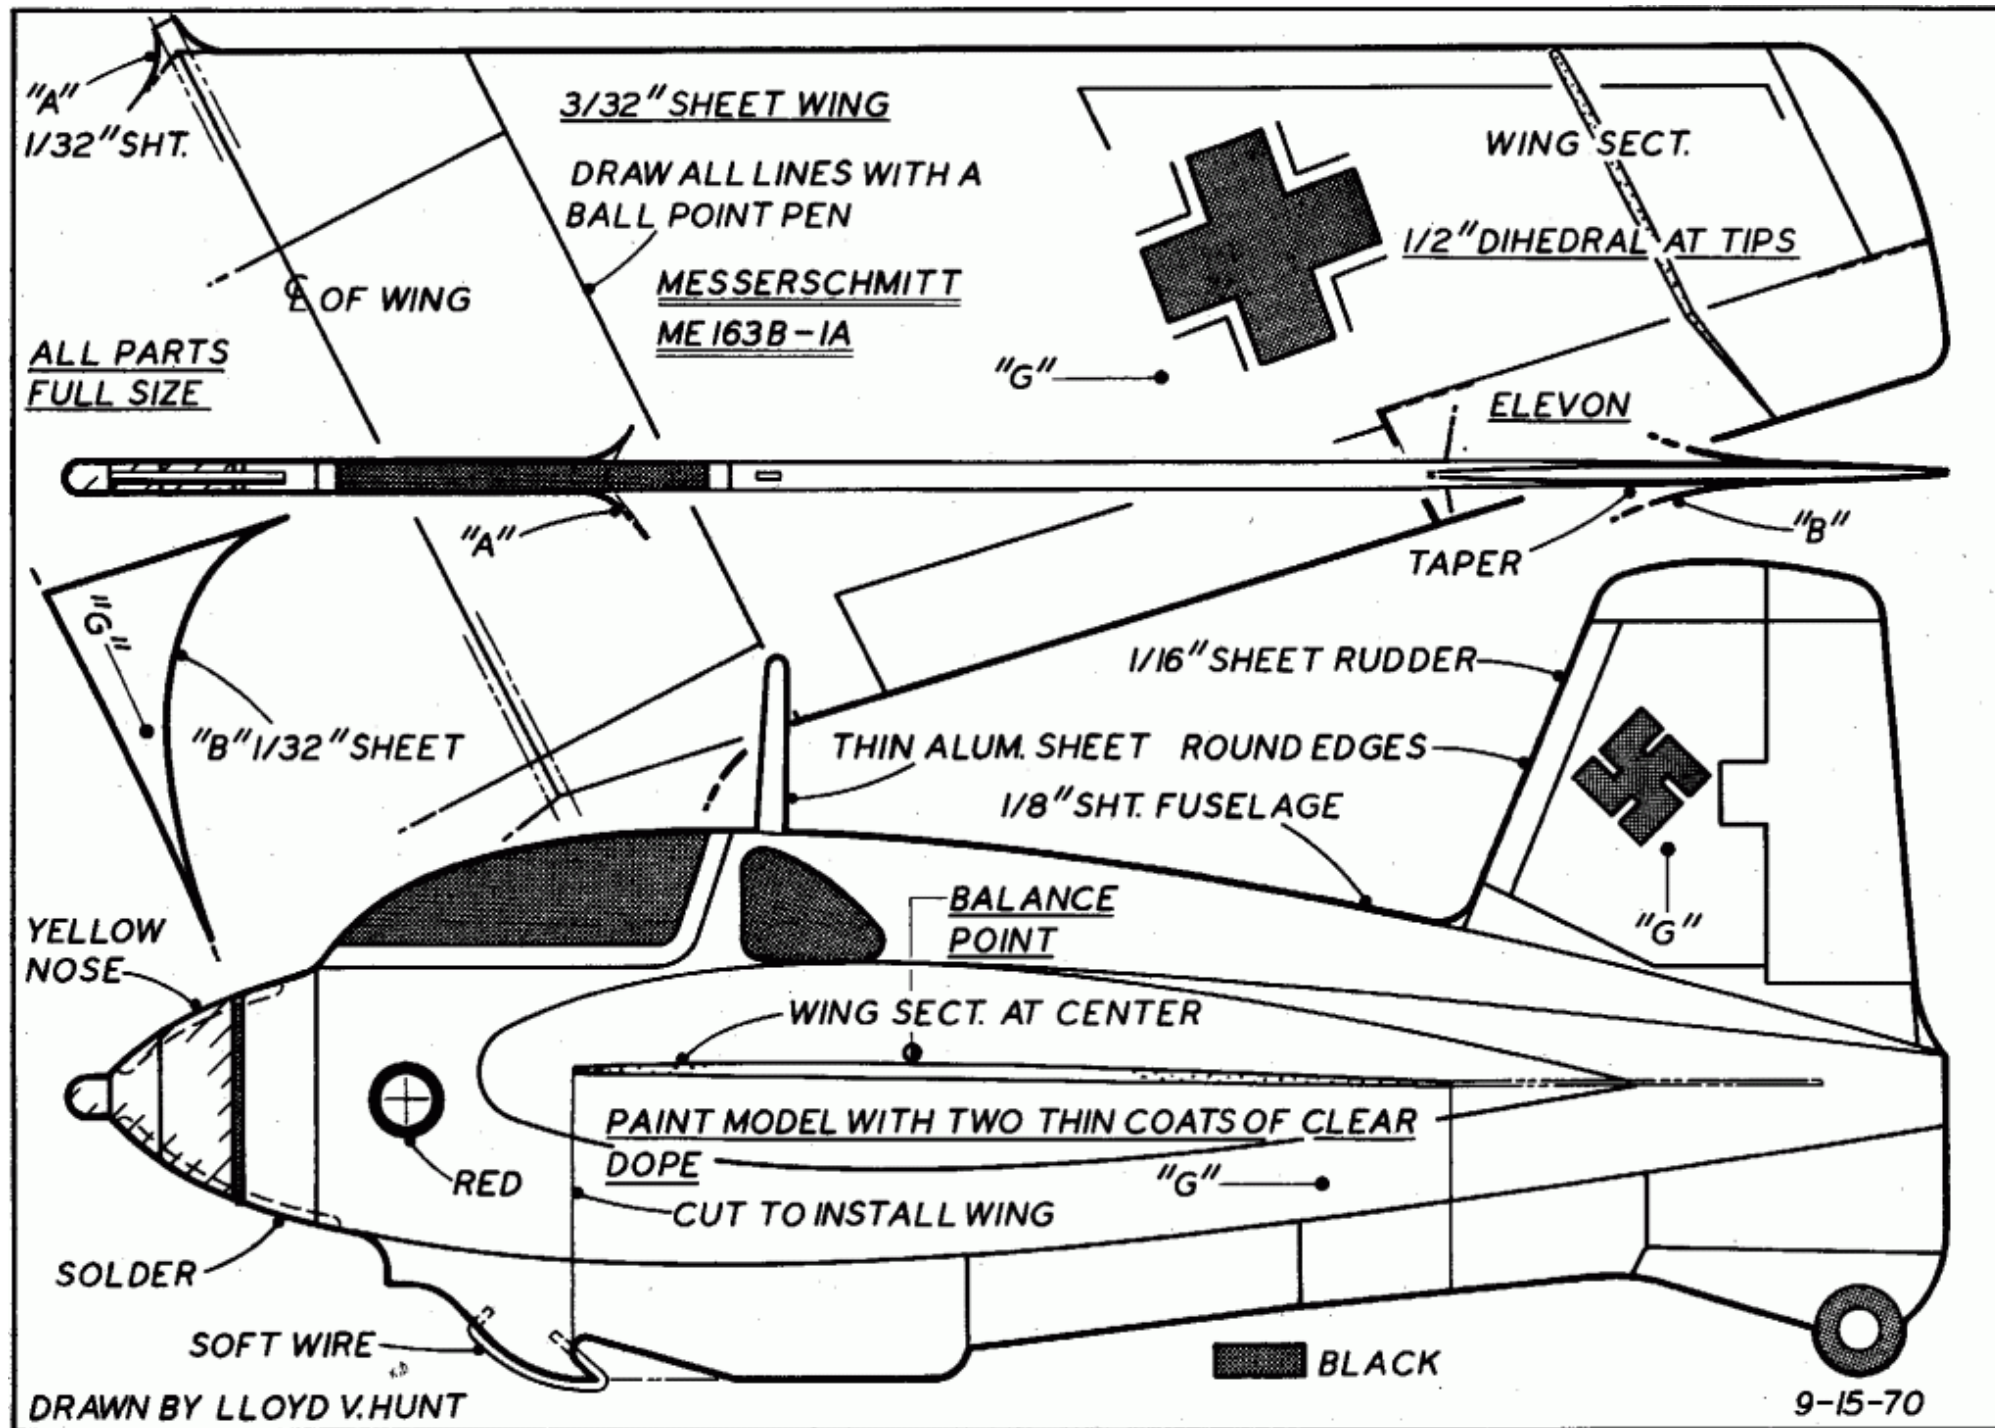 "A"
1/32" SHT.
3/32" SHEET WING
DRAW ALL LINES WITH A
BALL POINT PEN
MESSERSCHMITT
ME 163B-1A
℄ OF WING
ALL PARTS
FULL SIZE
WING SECT.
1/2" DIHEDRAL AT TIPS
"G"
ELEVON
"A"
TAPER
"B"
"G"
"B" 1/32" SHEET
1/16" SHEET RUDDER
THIN ALUM. SHEET
ROUND EDGES
1/8" SHT. FUSELAGE
"G"
BALANCE
POINT
YELLOW
NOSE
WING SECT. AT CENTER
PAINT MODEL WITH TWO THIN COATS OF CLEAR
DOPE
"G"
RED
CUT TO INSTALL WING
SOLDER
SOFT WIRE
BLACK
DRAWN BY LLOYD V. HUNT
9-15-70